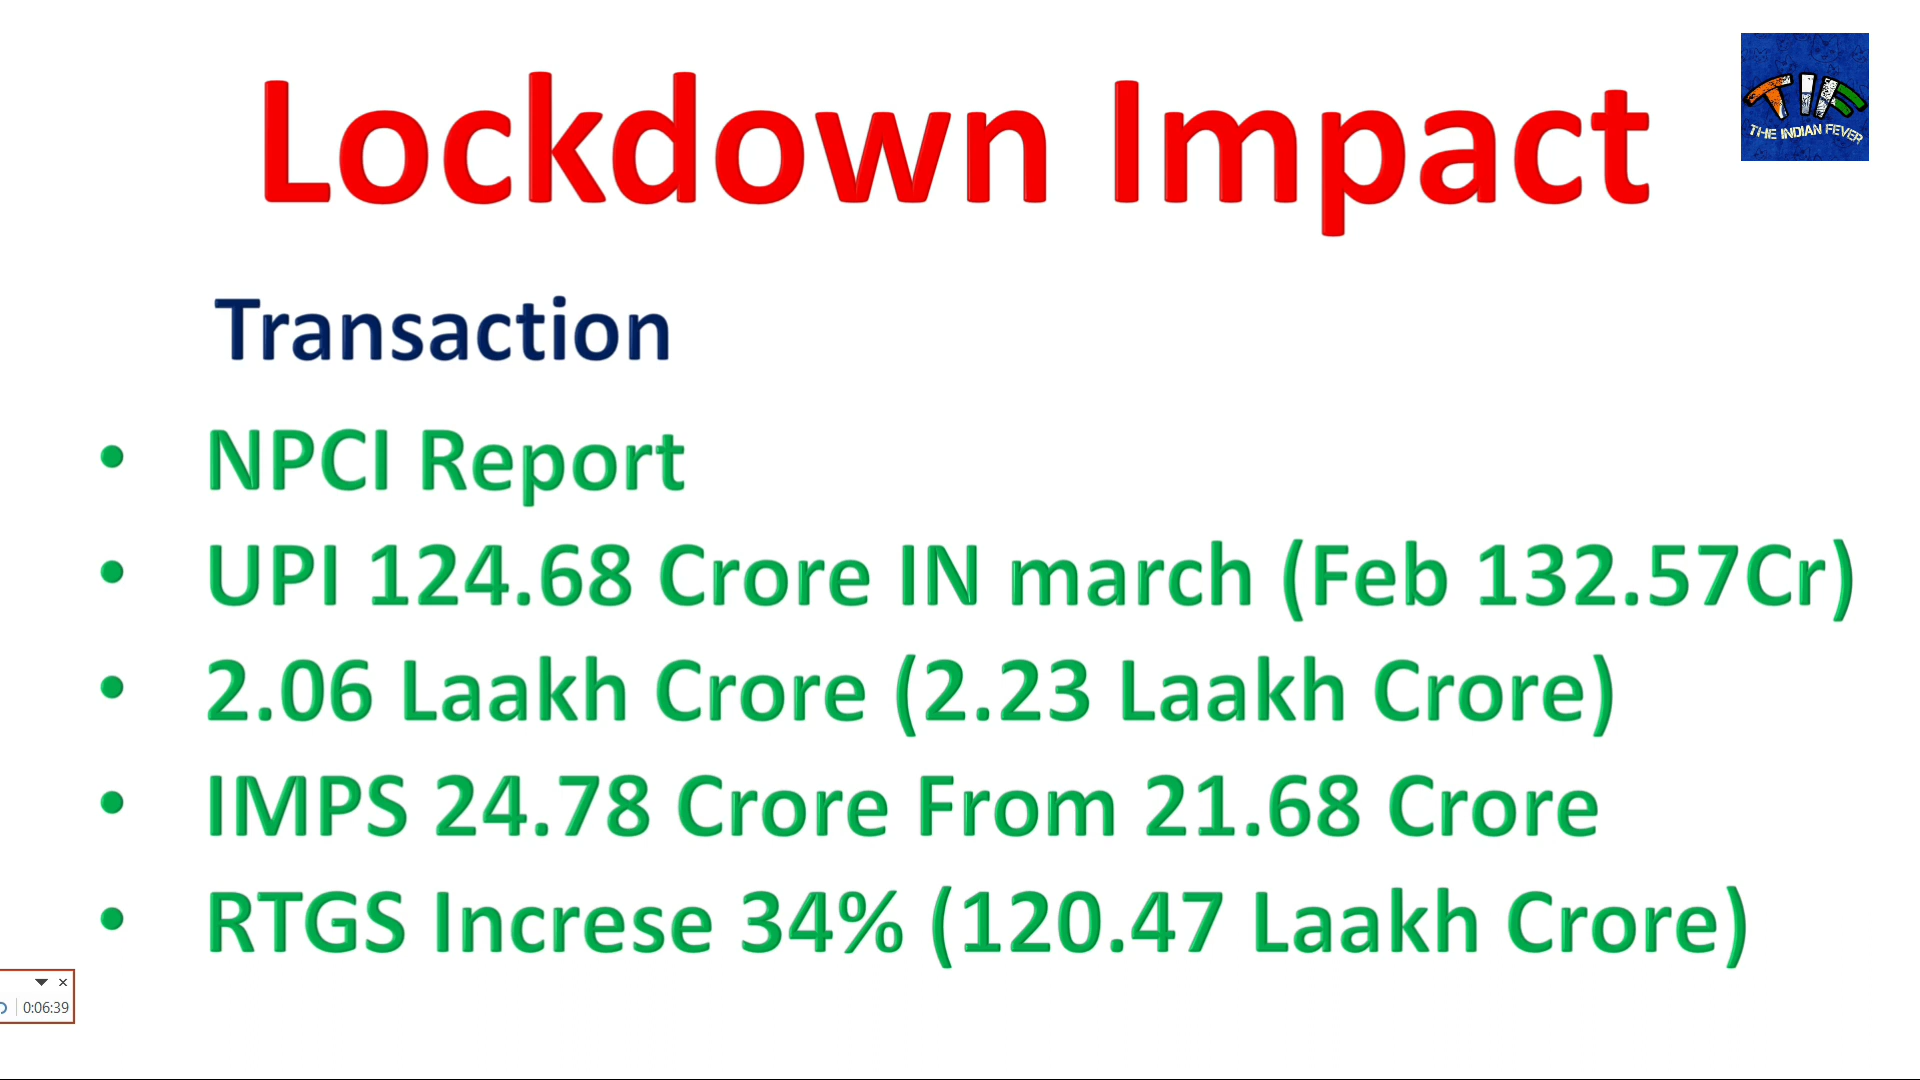 Lockdown Impact
TIF
THE INDIAN FEVER
Transaction
• NPCI Report
• UPI 124.68 Crore IN march (Feb 132.57Cr)
• 2.06 Laakh Crore (2.23 Laakh Crore)
• IMPS 24.78 Crore From 21.68 Crore
• RTGS Increse 34% (120.47 Laakh Crore)
0:06:39